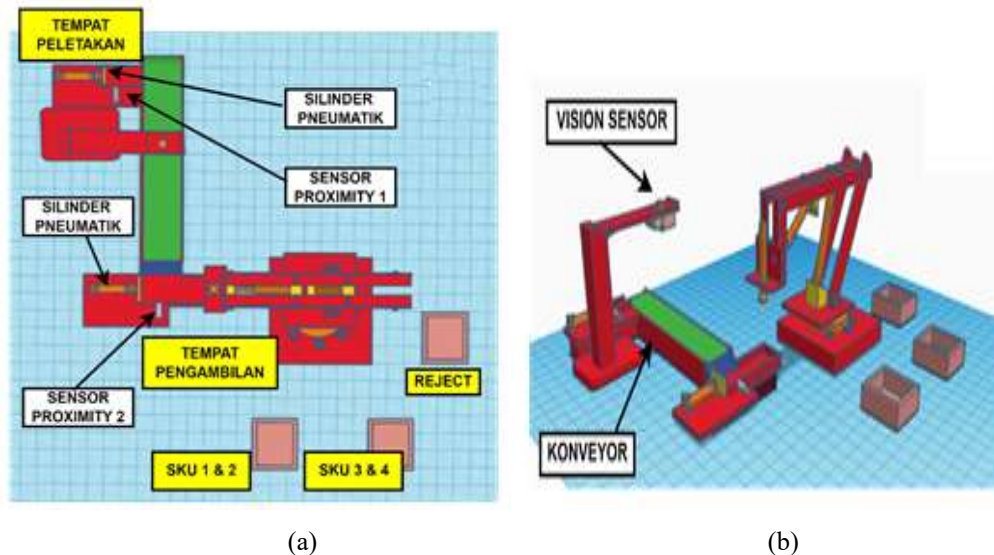 TEMPAT
PELETAKAN
SILINDER
PNEUMATIK
SENSOR
PROXIMITY 1
SILINDER
PNEUMATIK
TEMPAT
PENGAMBILAN
REJECT
SENSOR
PROXIMITY 2
SKU 1 & 2
SKU 3 & 4
VISION SENSOR
KONVEYOR
(a)
(b)